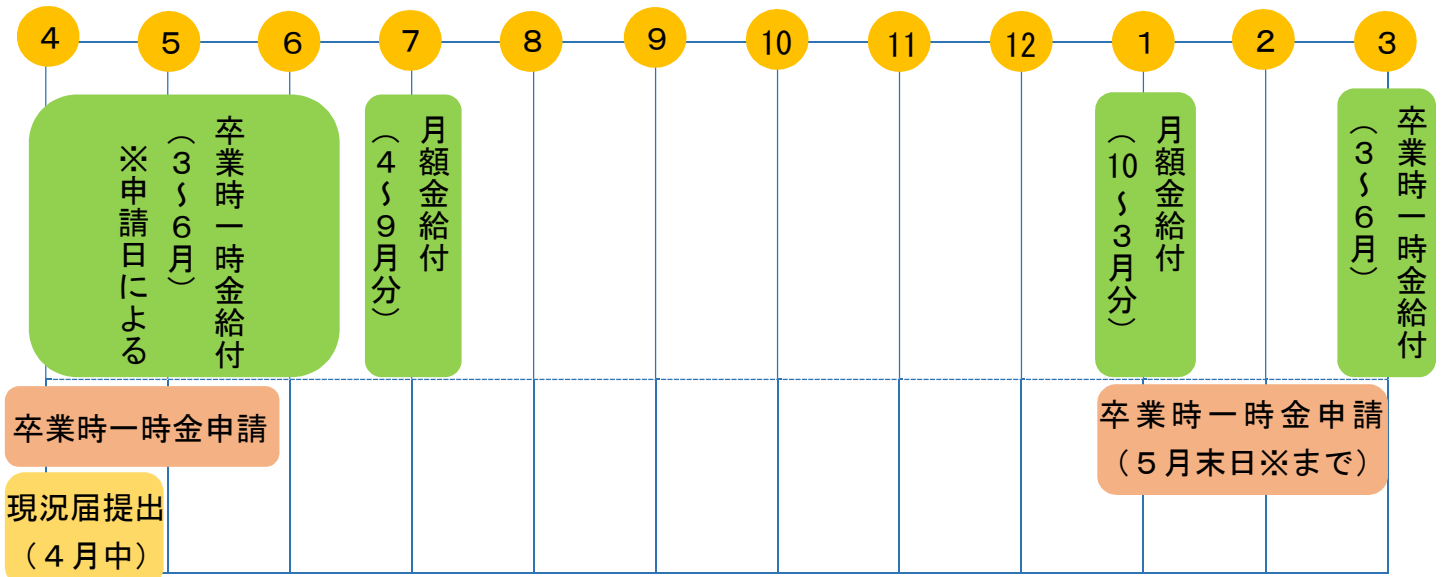 ４
５
６
７
８
９
10
11
12
１
２
３
卒業時一時金給付
（３～６月）
※申請日による
月額金給付
（４～９月分）
月額金給付
（10～３月分）
卒業時一時金給付
（３～６月）
卒業時一時金申請
卒業時一時金申請
（５月末日※まで）
現況届提出
（４月中）